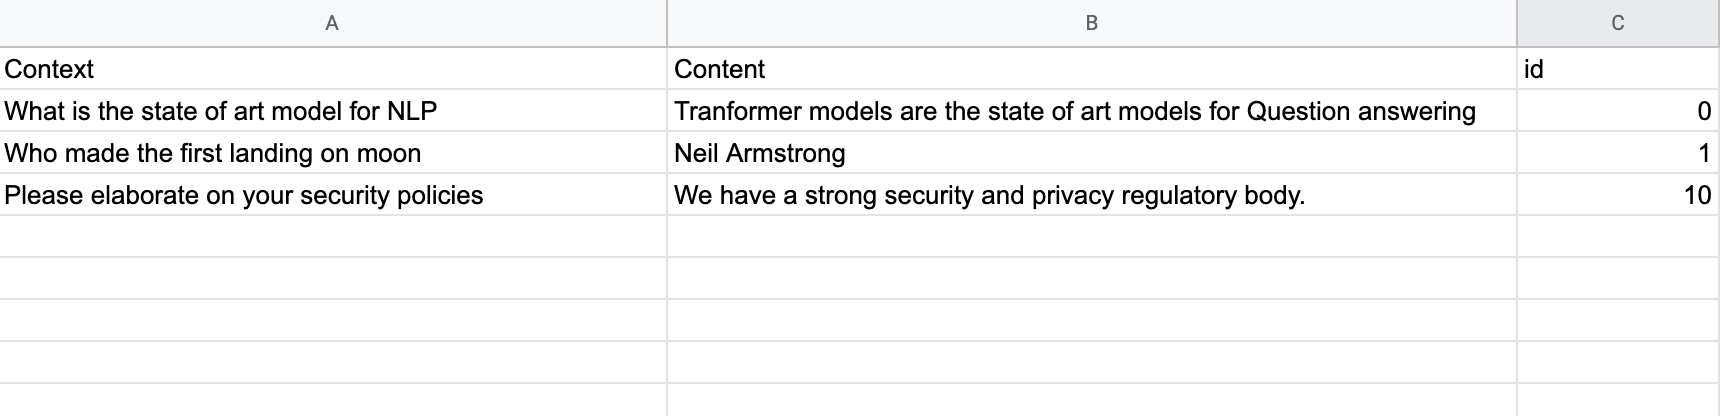 A B C
Context Content id
What is the state of art model for NLP Tranformer models are the state of art models for Question answering 0
Who made the first landing on moon Neil Armstrong 1
Please elaborate on your security policies We have a strong security and privacy regulatory body. 10